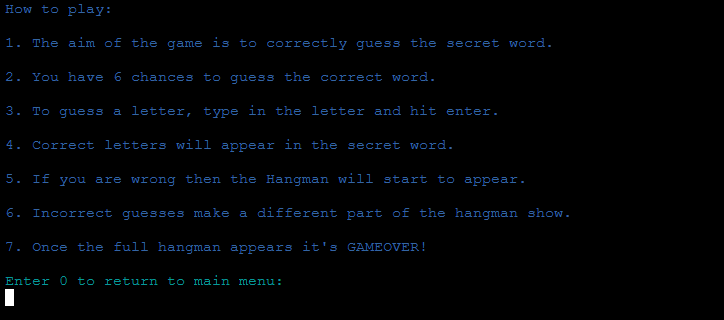 How to play:
1. The aim of the game is to correctly guess the secret word.
2. You have 6 chances to guess the correct word.
3. To guess a letter, type in the letter and hit enter.
4. Correct letters will appear in the secret word.
5. If you are wrong then the Hangman will start to appear.
6. Incorrect guesses make a different part of the hangman show.
7. Once the full hangman appears it's GAMEOVER!
Enter 0 to return to main menu: